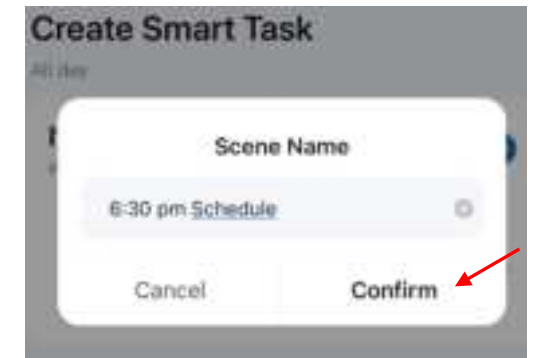 Create Smart Task
All day
Scene Name
6:30 pm Schedule
Cancel
Confirm